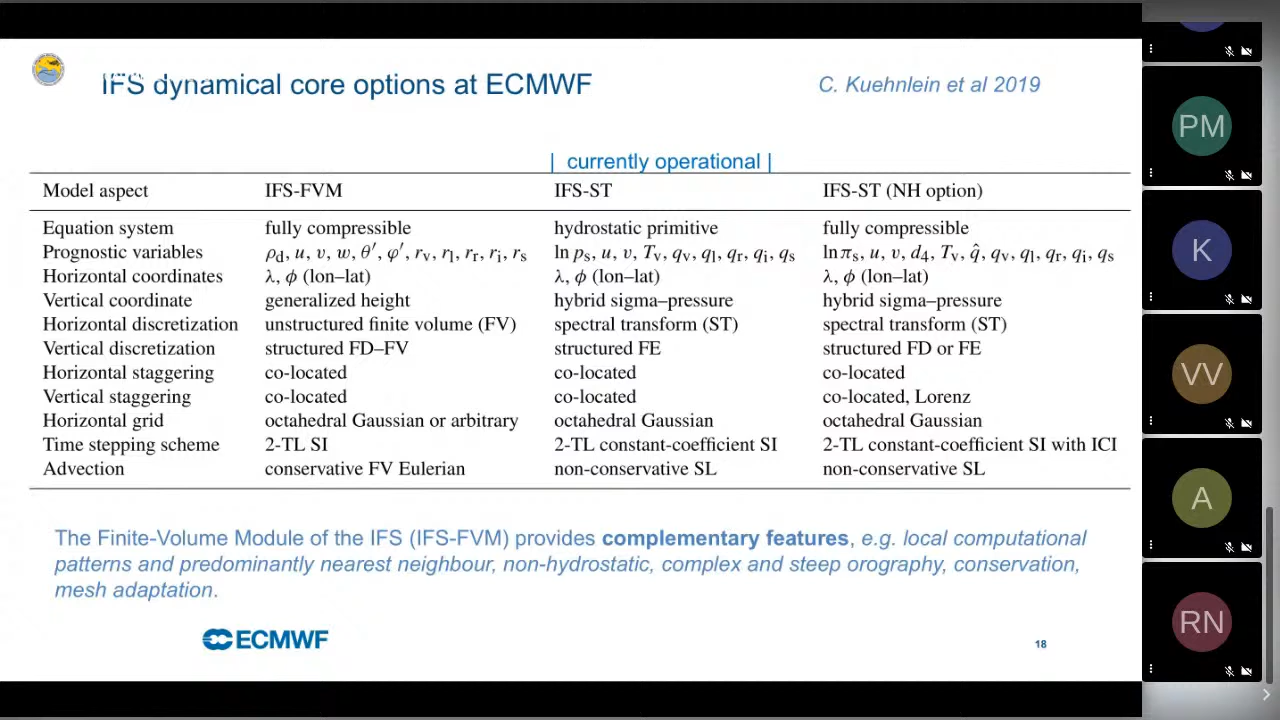 IFS dynamical core options at ECMWF
C. Kuehnlein et al 2019
| currently operational |
Model aspect IFS-FVM IFS-ST IFS-ST (NH option)
Equation system fully compressible hydrostatic primitive fully compressible
Prognostic variables ρd, u, v, w, θ′, φ′, rv, rl, rr, ri, rs ln ps, u, v, Tv, qv, ql, qr, qi, qs ln πs, u, v, d4, Tv, q̂, qv, ql, qr, qi, qs
Horizontal coordinates λ, ϕ (lon–lat) λ, ϕ (lon–lat) λ, ϕ (lon–lat)
Vertical coordinate generalized height hybrid sigma–pressure hybrid sigma–pressure
Horizontal discretization unstructured finite volume (FV) spectral transform (ST) spectral transform (ST)
Vertical discretization structured FD–FV structured FE structured FD or FE
Horizontal staggering co-located co-located co-located
Vertical staggering co-located co-located co-located, Lorenz
Horizontal grid octahedral Gaussian or arbitrary octahedral Gaussian octahedral Gaussian
Time stepping scheme 2-TL SI 2-TL constant-coefficient SI 2-TL constant-coefficient SI with ICI
Advection conservative FV Eulerian non-conservative SL non-conservative SL
The Finite-Volume Module of the IFS (IFS-FVM) provides complementary features, e.g. local computational
patterns and predominantly nearest neighbour, non-hydrostatic, complex and steep orography, conservation,
mesh adaptation.
ECMWF
18
PM
K
VV
A
RN